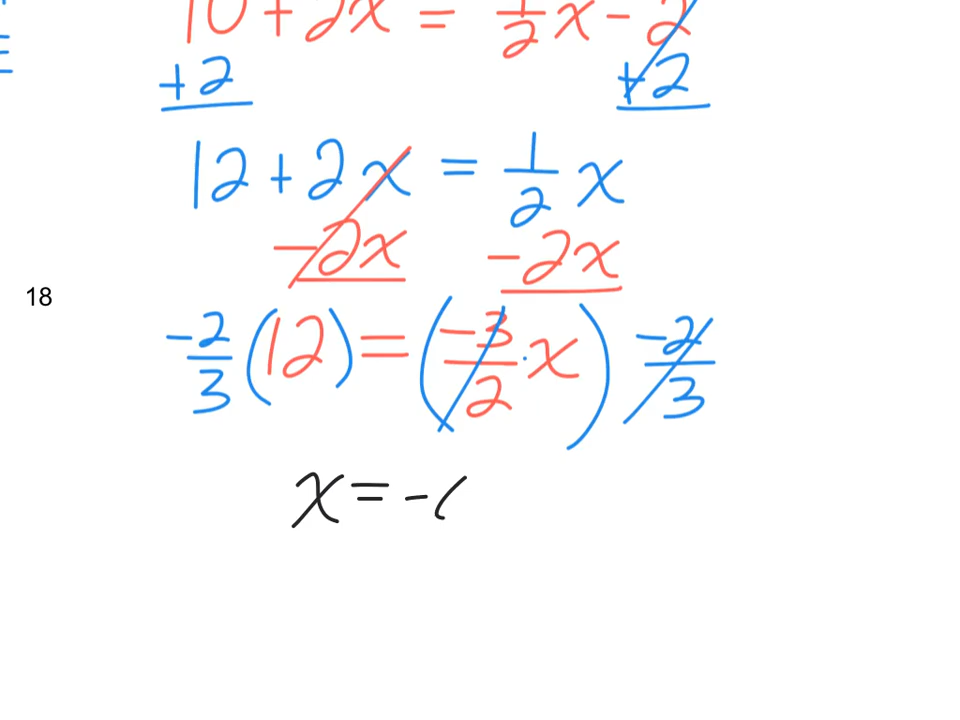 10 + 2x = 1/2 x - 2
+2 +2
12 + 2x = 1/2 x
-2x -2x
18
-2/3 (12) = (-3/2 · x) -2/3
x = -